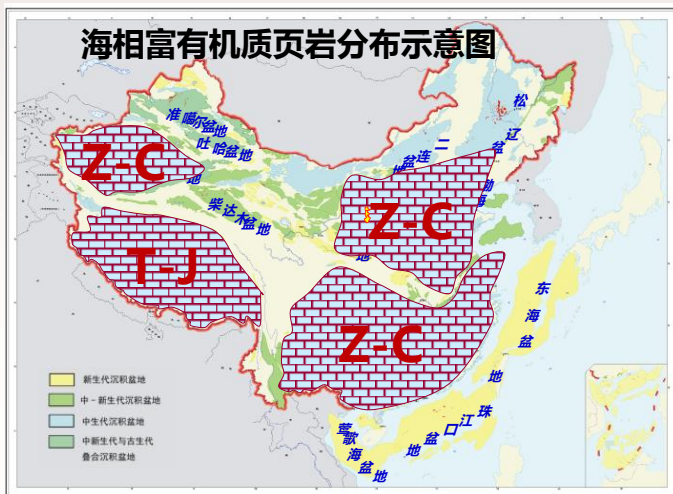 海相富有机质页岩分布示意图
准噶尔盆地
吐哈盆地
地
柴达木盆地
二连盆地
松辽盆
渤海
地
Z-C
Z-C
T-J
Z-C
东海盆地
珠江口盆地
莺歌海盆地
新生代沉积盆地
中-新生代沉积盆地
中生代沉积盆地
中新生代与古生代
叠合沉积盆地